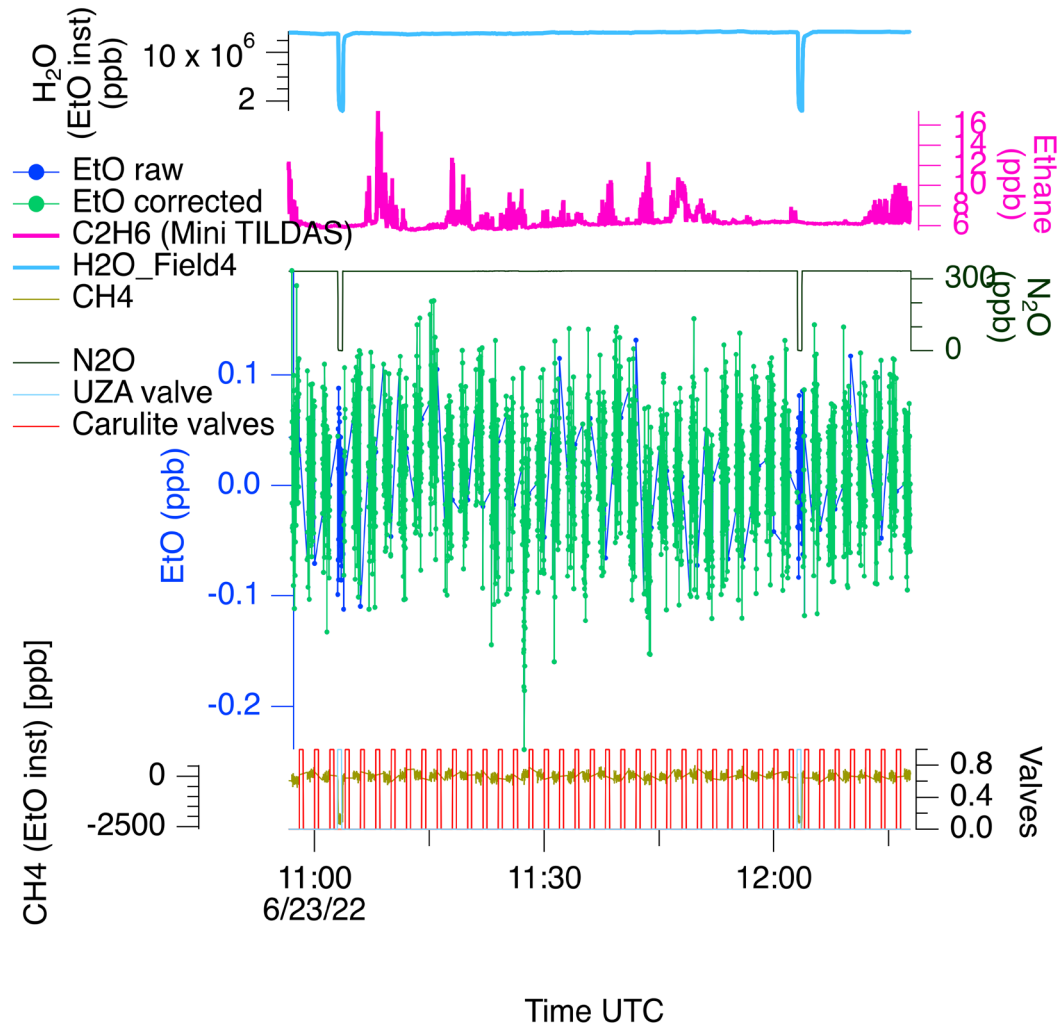 H2O
(EtO inst)
(ppb)
10 x 10^6
2
16
14
12
10
8
6
Ethane
(ppb)
EtO raw
EtO corrected
C2H6 (Mini TILDAS)
H2O_Field4
CH4
N2O
UZA valve
Carulite valves
300
0
N2O
(ppb)
0.1
0.0
-0.1
-0.2
EtO (ppb)
CH4 (EtO inst) [ppb]
0
-2500
0.8
0.4
0.0
Valves
11:00
6/23/22
11:30
12:00
Time UTC